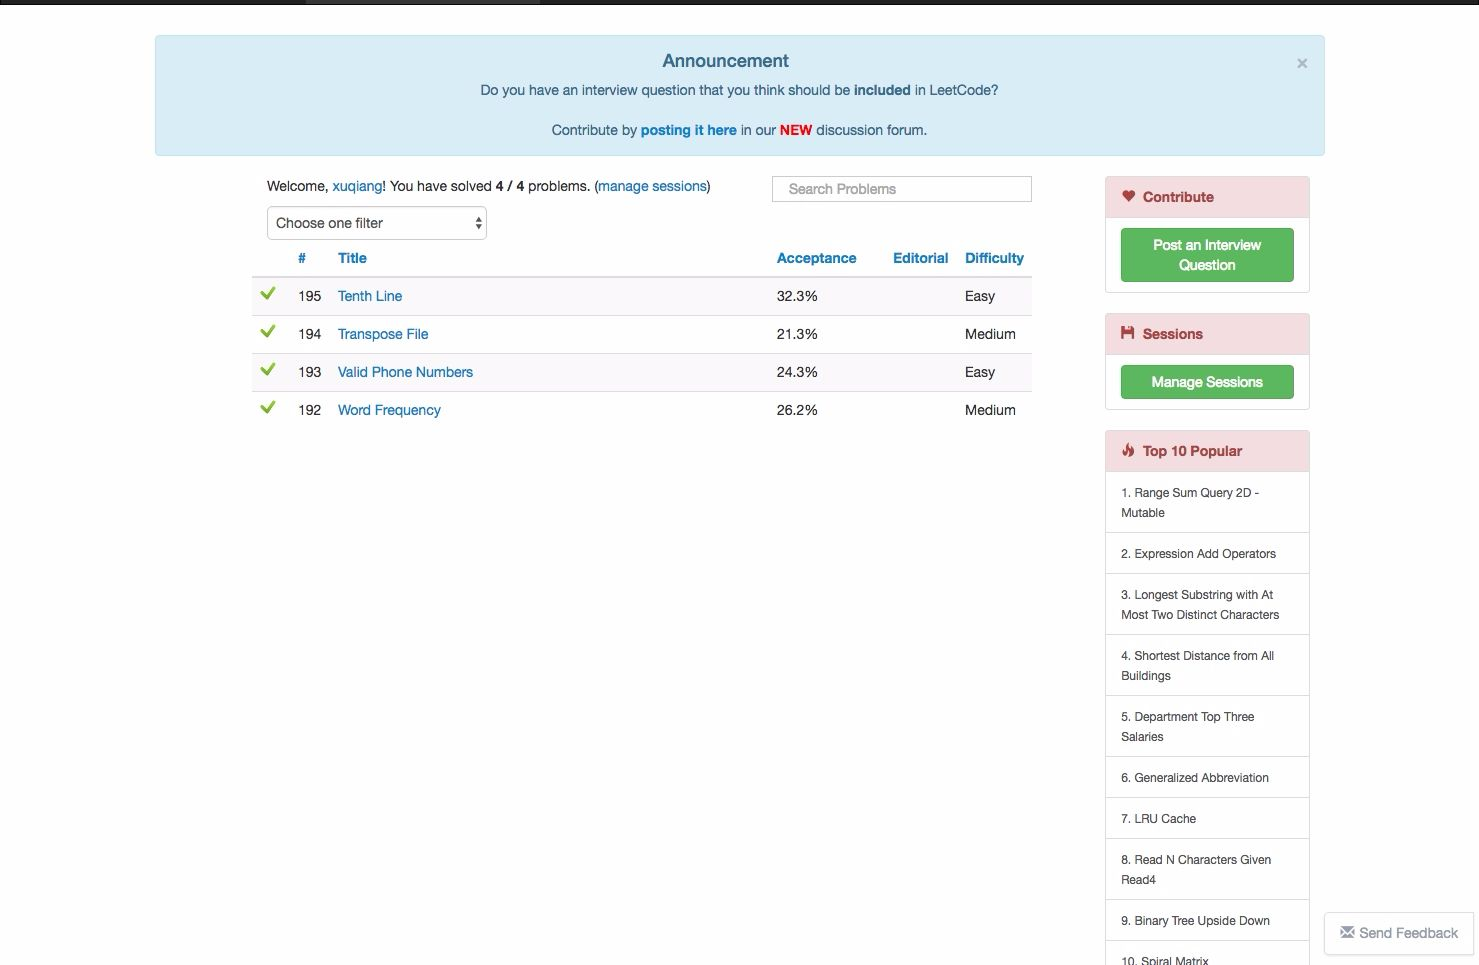 Announcement
×
Do you have an interview question that you think should be included in LeetCode?
Contribute by posting it here in our NEW discussion forum.
Welcome, xuqiang! You have solved 4 / 4 problems. (manage sessions)
Search Problems
Choose one filter
# Title Acceptance Editorial Difficulty
195 Tenth Line 32.3% Easy
194 Transpose File 21.3% Medium
193 Valid Phone Numbers 24.3% Easy
192 Word Frequency 26.2% Medium
Contribute
Post an Interview
Question
Sessions
Manage Sessions
Top 10 Popular
1. Range Sum Query 2D -
Mutable
2. Expression Add Operators
3. Longest Substring with At
Most Two Distinct Characters
4. Shortest Distance from All
Buildings
5. Department Top Three
Salaries
6. Generalized Abbreviation
7. LRU Cache
8. Read N Characters Given
Read4
9. Binary Tree Upside Down
10. Spiral Matrix
Send Feedback